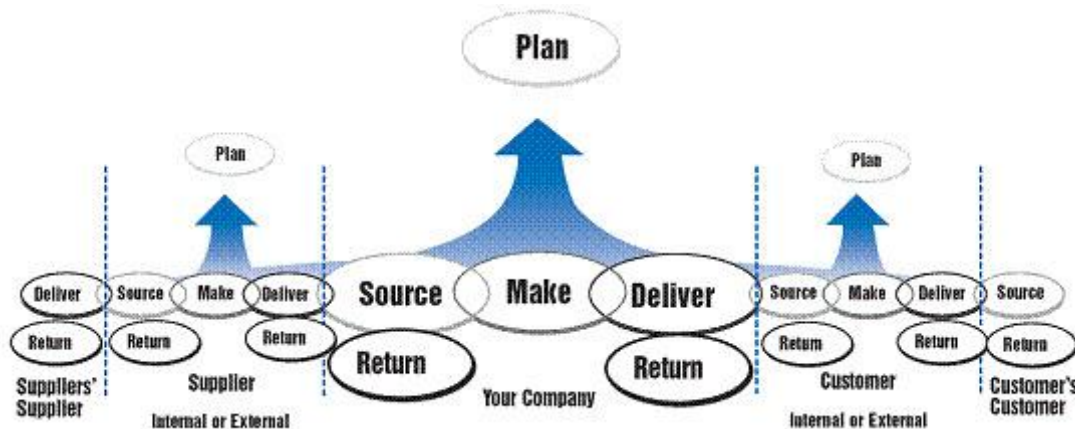 Plan
Plan
Plan
Deliver
Source
Make
Deliver
Source
Make
Deliver
Source
Make
Deliver
Source
Return
Return
Return
Return
Return
Return
Return
Return
Suppliers'
Supplier
Supplier
Internal or External
Your Company
Customer
Internal or External
Customer's
Customer